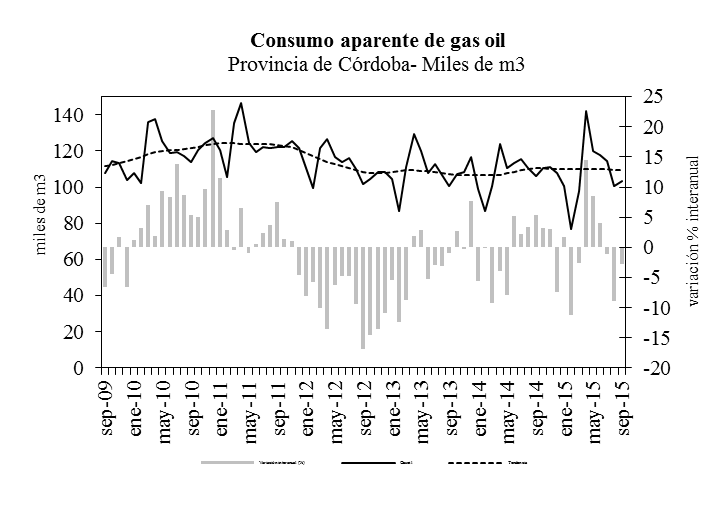 Consumo aparente de gas oil
Provincia de Córdoba- Miles de m3
miles de m3
140
120
100
80
60
40
20
0
25
20
15
10
5
0
-5
-10
-15
-20
variación % interanual
sep-09
ene-10
may-10
sep-10
ene-11
may-11
sep-11
ene-12
may-12
sep-12
ene-13
may-13
sep-13
ene-14
may-14
sep-14
ene-15
may-15
sep-15
Variación interanual (%)
Tendencia